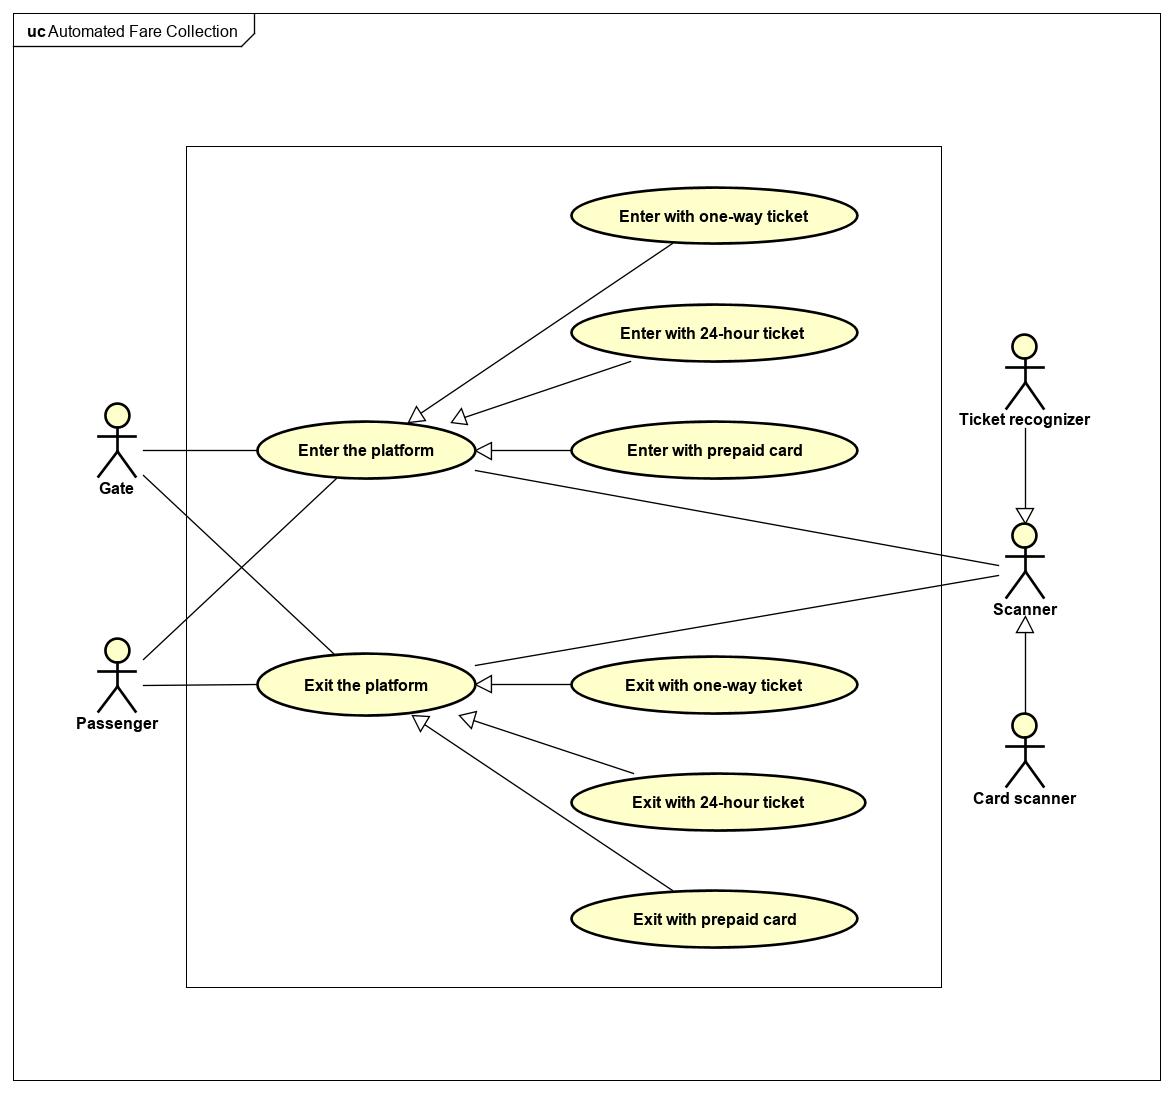 uc Automated Fare Collection
Enter with one-way ticket
Enter with 24-hour ticket
Ticket recognizer
Enter the platform
Enter with prepaid card
Gate
Scanner
Exit the platform
Exit with one-way ticket
Passenger
Card scanner
Exit with 24-hour ticket
Exit with prepaid card